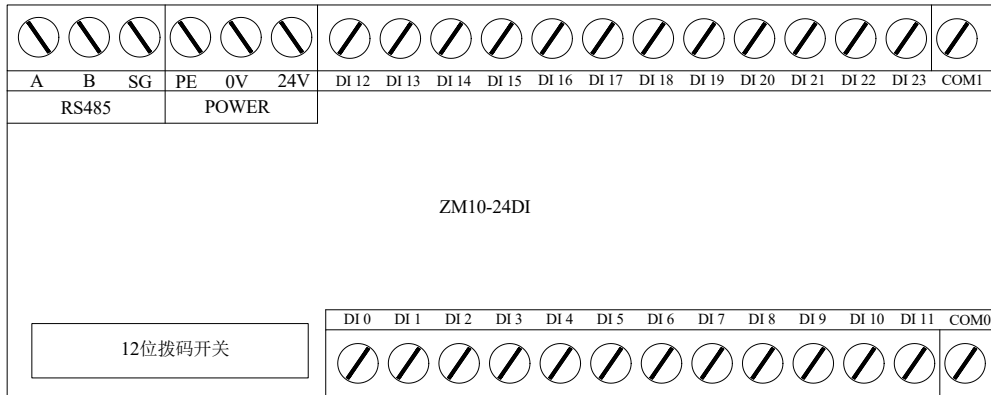 A B SG PE 0V 24V DI 12 DI 13 DI 14 DI 15 DI 16 DI 17 DI 18 DI 19 DI 20 DI 21 DI 22 DI 23 COM1
RS485 POWER
ZM10-24DI
DI 0 DI 1 DI 2 DI 3 DI 4 DI 5 DI 6 DI 7 DI 8 DI 9 DI 10 DI 11 COM0
12位拨码开关